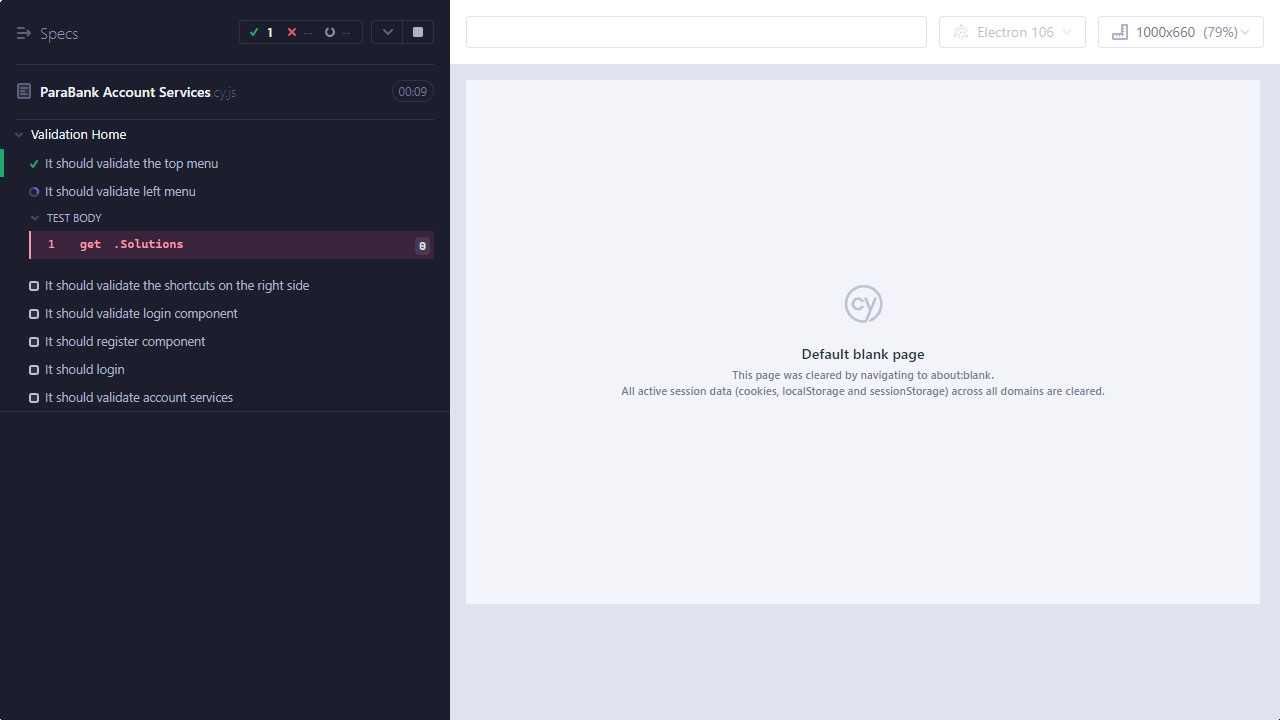 Specs
1 -- --
ParaBank Account Services.cy.js 00:09
Validation Home
It should validate the top menu
It should validate left menu
TEST BODY
1 get .Solutions 0
It should validate the shortcuts on the right side
It should validate login component
It should register component
It should login
It should validate account services
Electron 106
1000x660 (79%)
cy
Default blank page
This page was cleared by navigating to about:blank.
All active session data (cookies, localStorage and sessionStorage) across all domains are cleared.